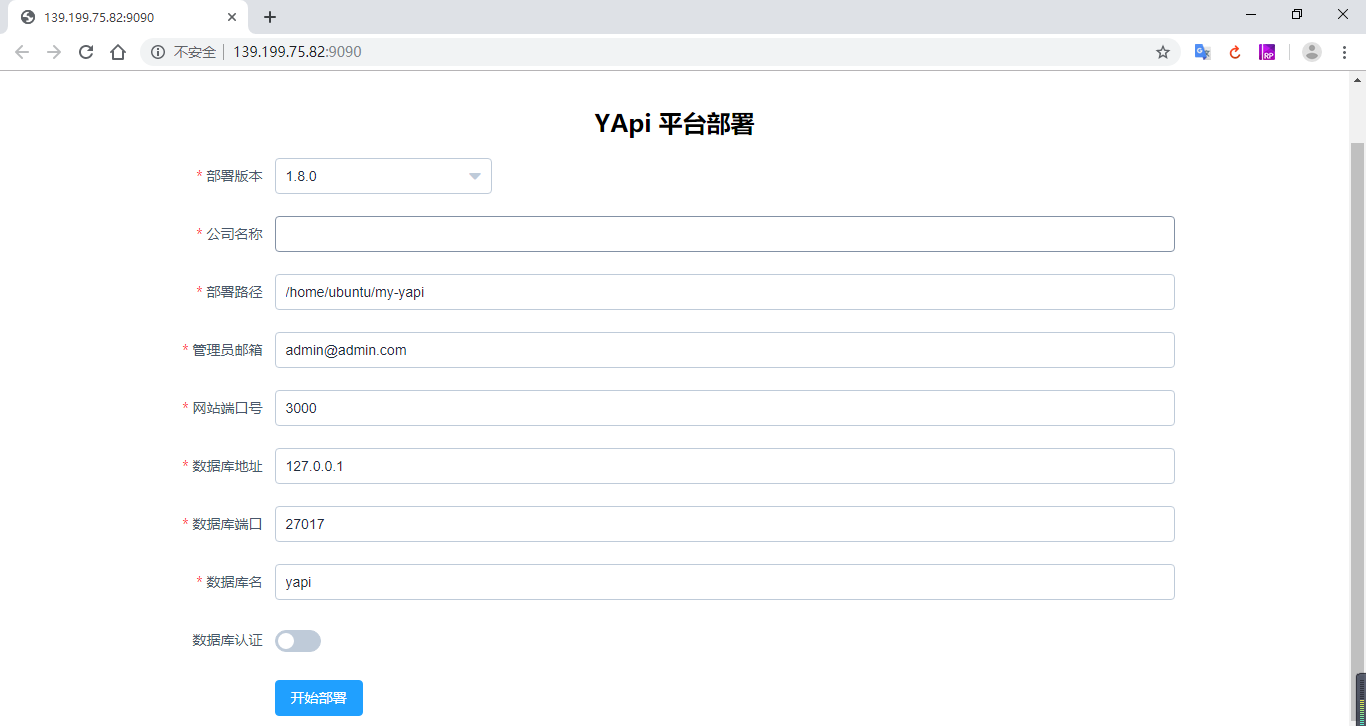 139.199.75.82:9090
不安全 139.199.75.82:9090
RP
YApi 平台部署
* 部署版本 1.8.0
* 公司名称
* 部署路径 /home/ubuntu/my-yapi
* 管理员邮箱 admin@admin.com
* 网站端口号 3000
* 数据库地址 127.0.0.1
* 数据库端口 27017
* 数据库名 yapi
数据库认证
开始部署